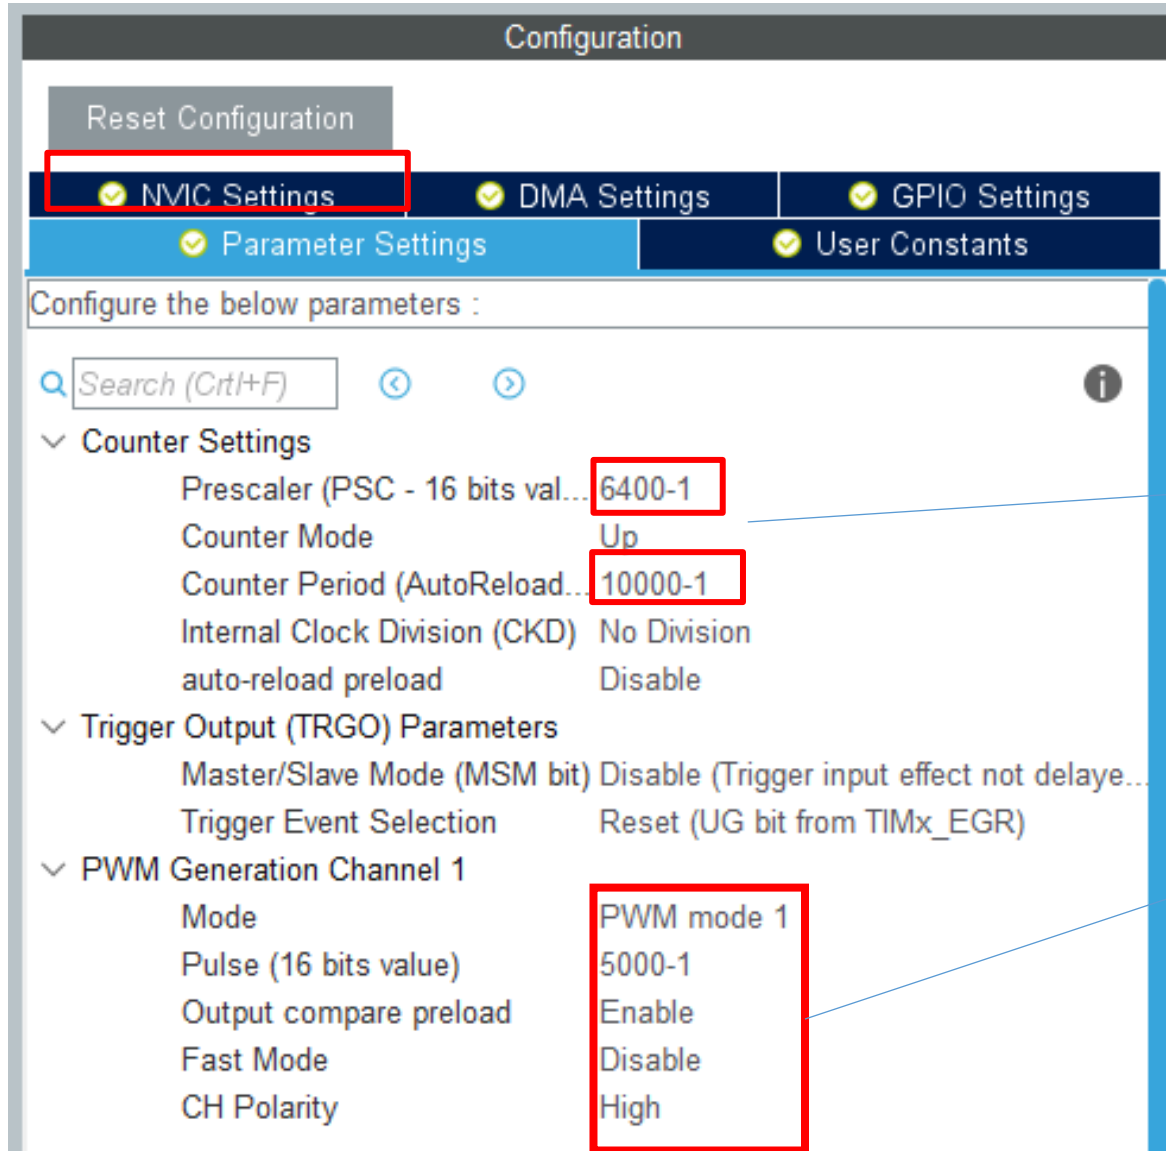 Configuration
Reset Configuration
NVIC Settings DMA Settings GPIO Settings
Parameter Settings User Constants
Configure the below parameters :
Search (Crtl+F)
Counter Settings
Prescaler (PSC - 16 bits val... 6400-1
Counter Mode Up
Counter Period (AutoReload... 10000-1
Internal Clock Division (CKD) No Division
auto-reload preload Disable
Trigger Output (TRGO) Parameters
Master/Slave Mode (MSM bit) Disable (Trigger input effect not delaye...
Trigger Event Selection Reset (UG bit from TIMx_EGR)
PWM Generation Channel 1
Mode PWM mode 1
Pulse (16 bits value) 5000-1
Output compare preload Enable
Fast Mode Disable
CH Polarity High